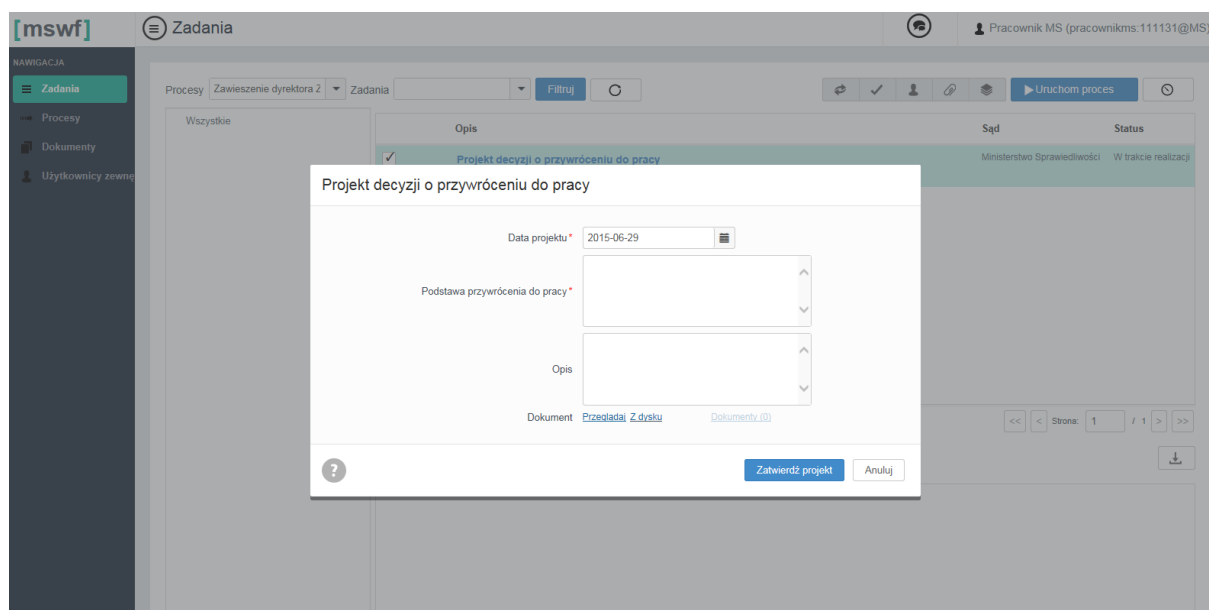 [mswf]
Zadania
Pracownik MS (pracownikms:111131@MS)
NAWIGACJA
Zadania
Procesy
Dokumenty
Użytkownicy zewnę
Procesy Zawieszenie dyrektora Z Zadania Filtruj Uruchom proces
Wszystkie
Opis Sąd Status
Projekt decyzji o przywróceniu do pracy Ministerstwo Sprawiedliwości W trakcie realizacji
Projekt decyzji o przywróceniu do pracy
Data projektu* 2015-06-29
Podstawa przywrócenia do pracy*
Opis
Dokument Przeglądaj Z dysku Dokumenty (0)
<< < Strona: 1 / 1 > >>
? Zatwierdź projekt Anuluj